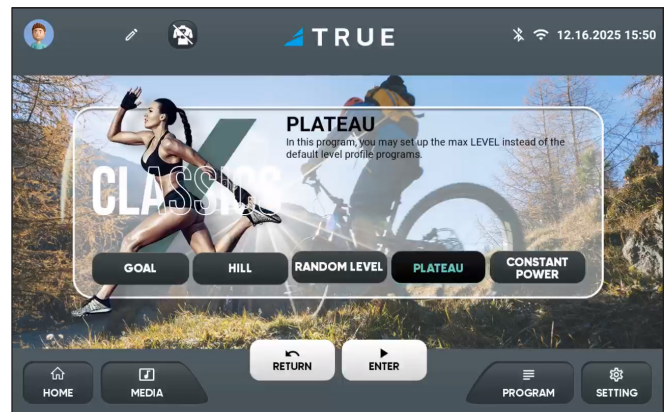 TRUE
12.16.2025 15:50
PLATEAU
In this program, you may set up the max LEVEL instead of the
default level profile programs.
CLASSICS
GOAL
HILL
RANDOM LEVEL
PLATEAU
CONSTANT
POWER
RETURN
ENTER
HOME
MEDIA
PROGRAM
SETTING